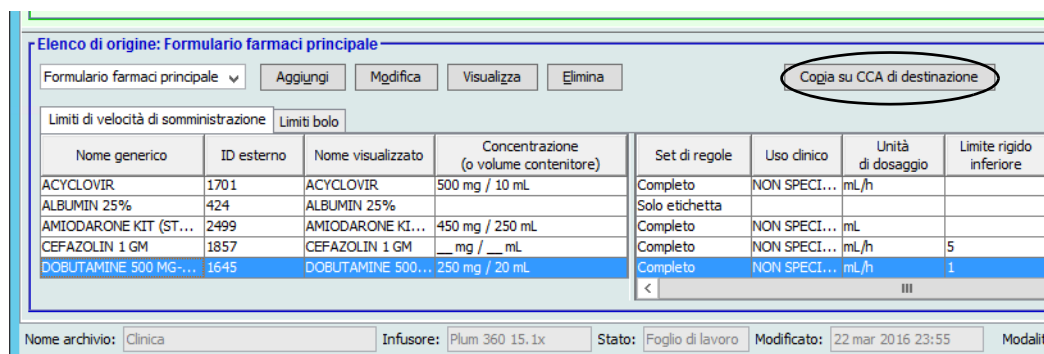 Elenco di origine: Formulario farmaci principale
Formulario farmaci principale Aggiungi Modifica Visualizza Elimina Copia su CCA di destinazione
Limiti di velocità di somministrazione Limiti bolo
Nome generico ID esterno Nome visualizzato Concentrazione (o volume contenitore) Set di regole Uso clinico Unità di dosaggio Limite rigido inferiore
ACYCLOVIR 1701 ACYCLOVIR 500 mg / 10 mL Completo NON SPECI... mL/h
ALBUMIN 25% 424 ALBUMIN 25% Solo etichetta
AMIODARONE KIT (ST... 2499 AMIODARONE KI... 450 mg / 250 mL Completo NON SPECI... mL
CEFAZOLIN 1 GM 1857 CEFAZOLIN 1 GM __ mg / __ mL Completo NON SPECI... mL/h 5
DOBUTAMINE 500 MG-... 1645 DOBUTAMINE 500... 250 mg / 20 mL Completo NON SPECI... mL/h 1
Nome archivio: Clinica Infusore: Plum 360 15.1x Stato: Foglio di lavoro Modificato: 22 mar 2016 23:55 Modalit